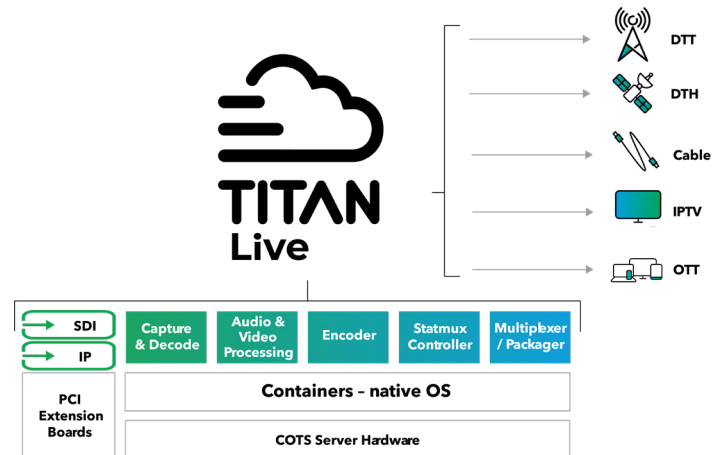 DTT
DTH
Cable
IPTV
OTT
TITAN
Live
SDI
IP
Capture
& Decode
Audio &
Video
Processing
Encoder
Statmux
Controller
Multiplexer
/ Packager
PCI
Extension
Boards
Containers – native OS
COTS Server Hardware